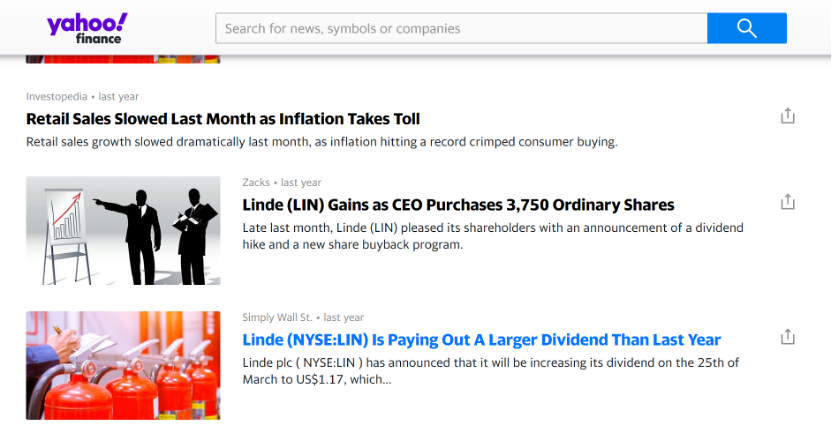 yahoo!
finance
Search for news, symbols or companies
Investopedia • last year
Retail Sales Slowed Last Month as Inflation Takes Toll
Retail sales growth slowed dramatically last month, as inflation hitting a record crimped consumer buying.
Zacks • last year
Linde (LIN) Gains as CEO Purchases 3,750 Ordinary Shares
Late last month, Linde (LIN) pleased its shareholders with an announcement of a dividend
hike and a new share buyback program.
Simply Wall St. • last year
Linde (NYSE:LIN) Is Paying Out A Larger Dividend Than Last Year
Linde plc ( NYSE:LIN ) has announced that it will be increasing its dividend on the 25th of
March to US$1.17, which...